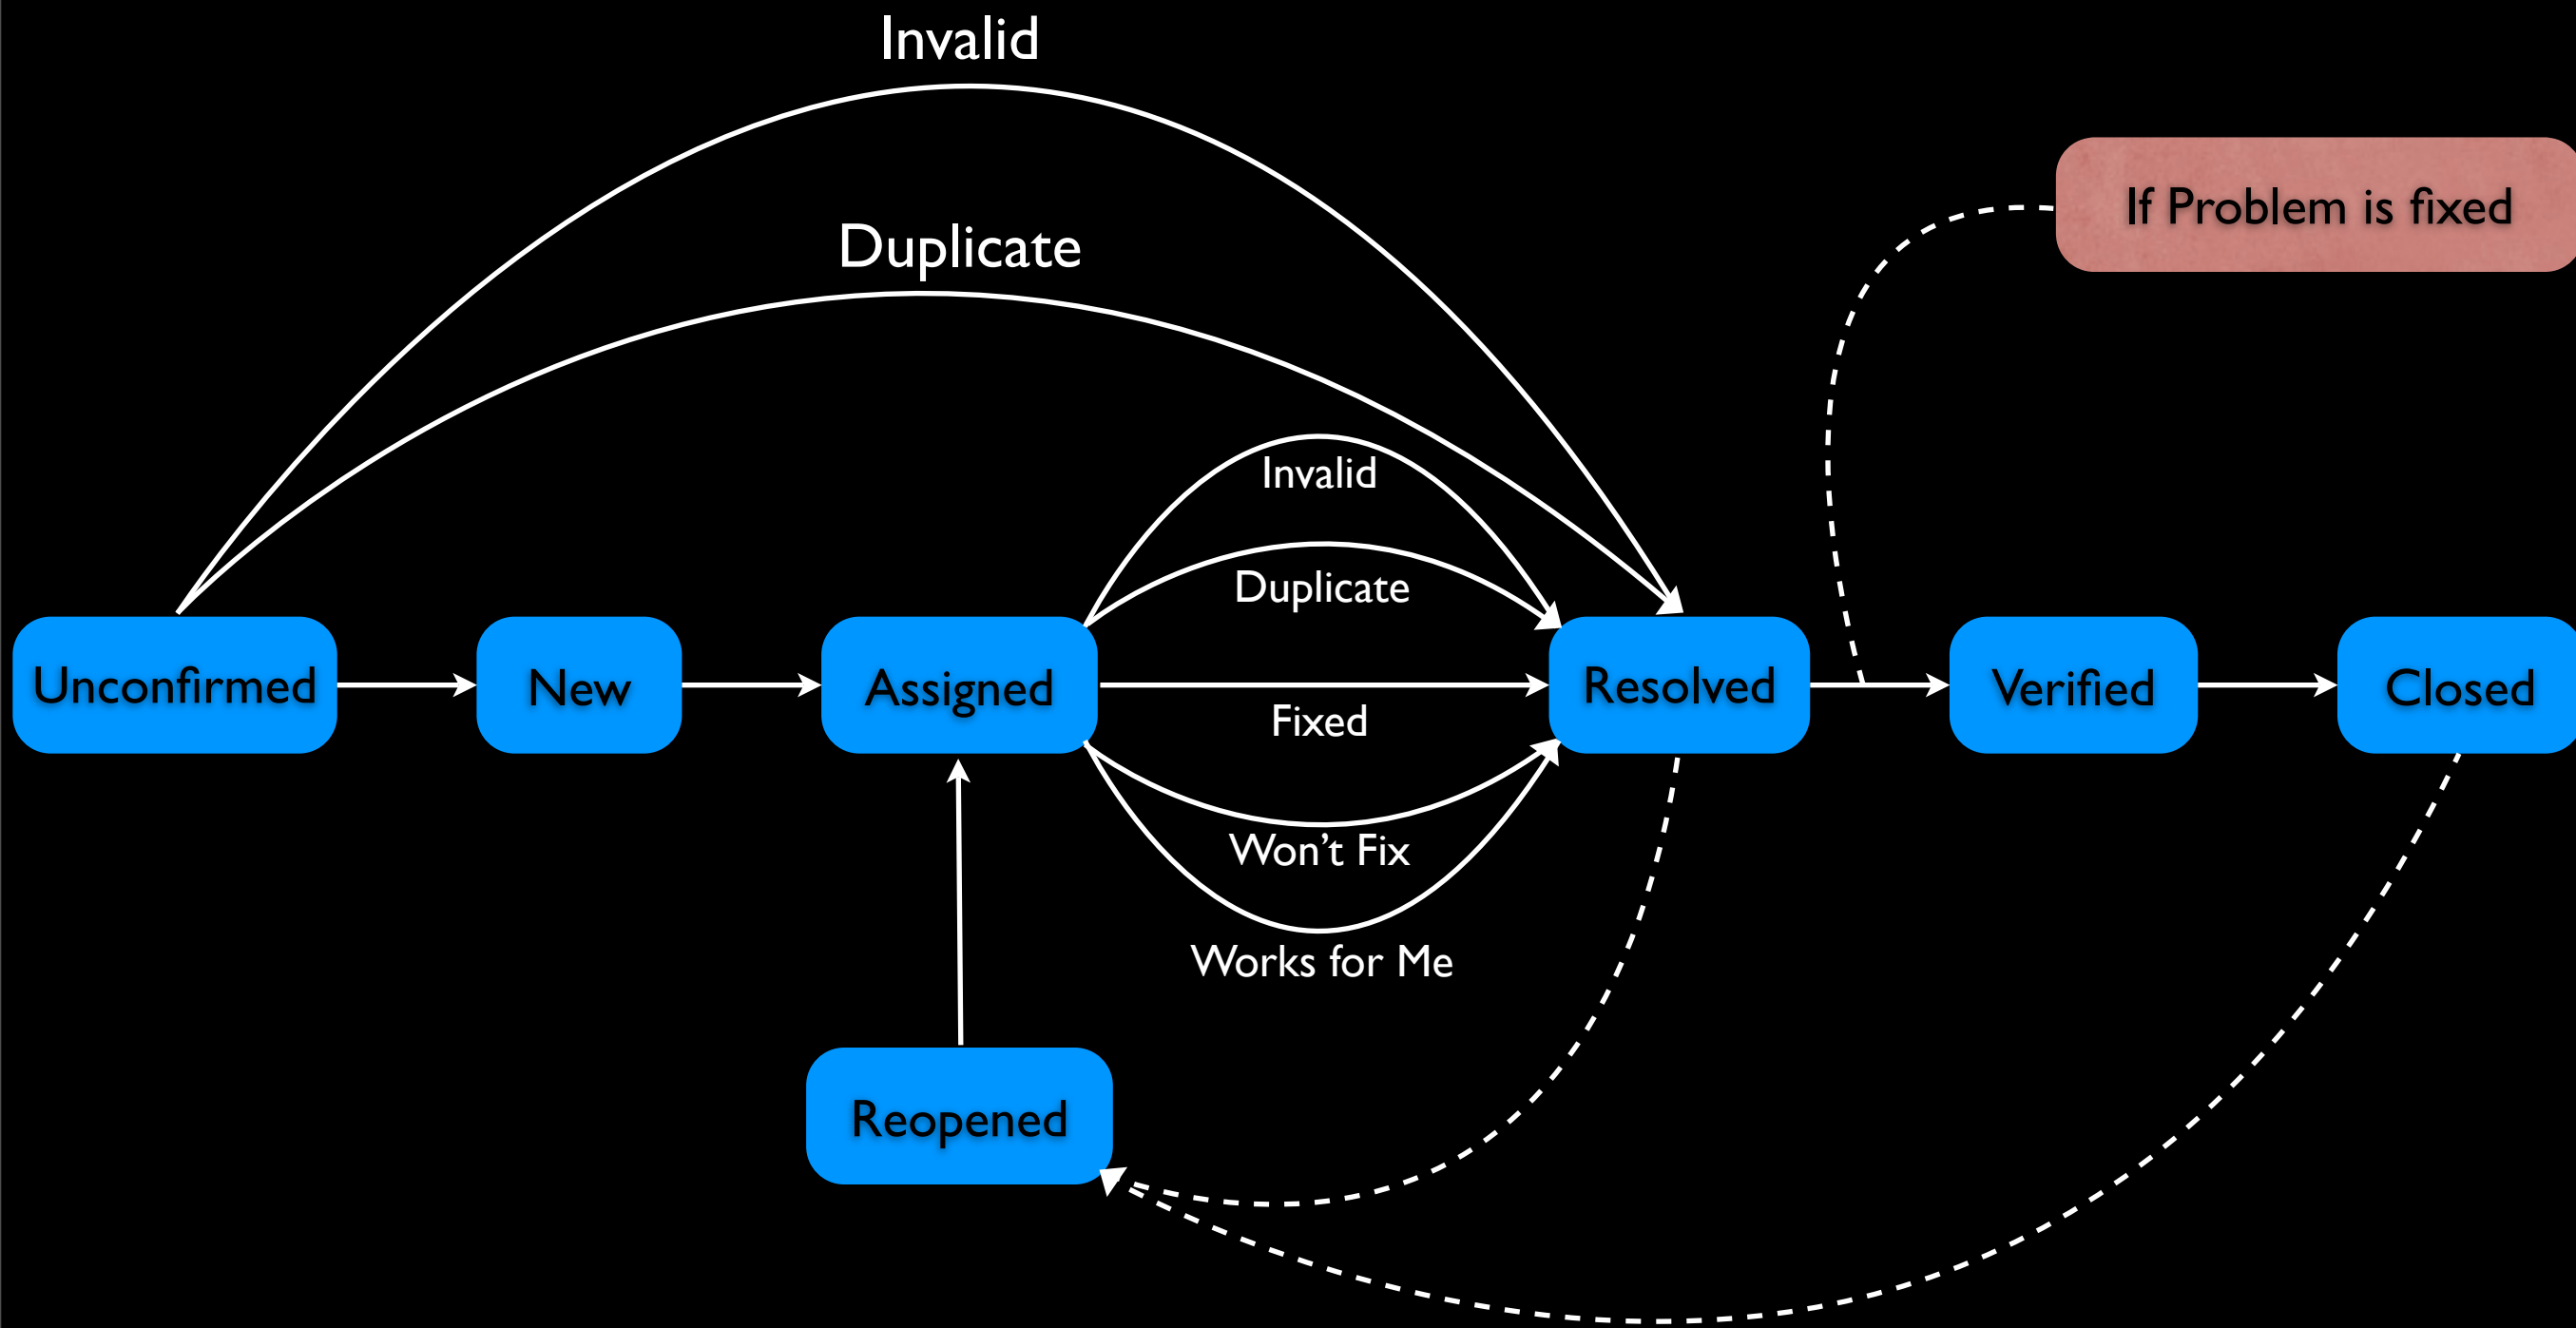 Invalid
If Problem is fixed
Duplicate
Invalid
Duplicate
Unconfirmed
New
Assigned
Resolved
Verified
Closed
Fixed
Won’t Fix
Works for Me
Reopened